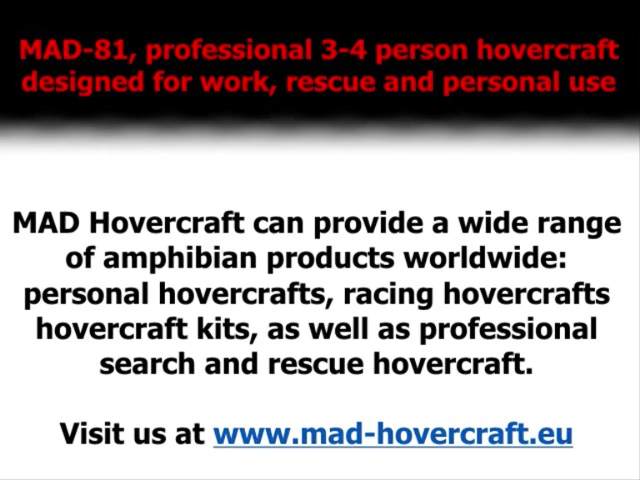 MAD-81, professional 3-4 person hovercraft
designed for work, rescue and personal use
MAD Hovercraft can provide a wide range
of amphibian products worldwide:
personal hovercrafts, racing hovercrafts
hovercraft kits, as well as professional
search and rescue hovercraft.
Visit us at www.mad-hovercraft.eu